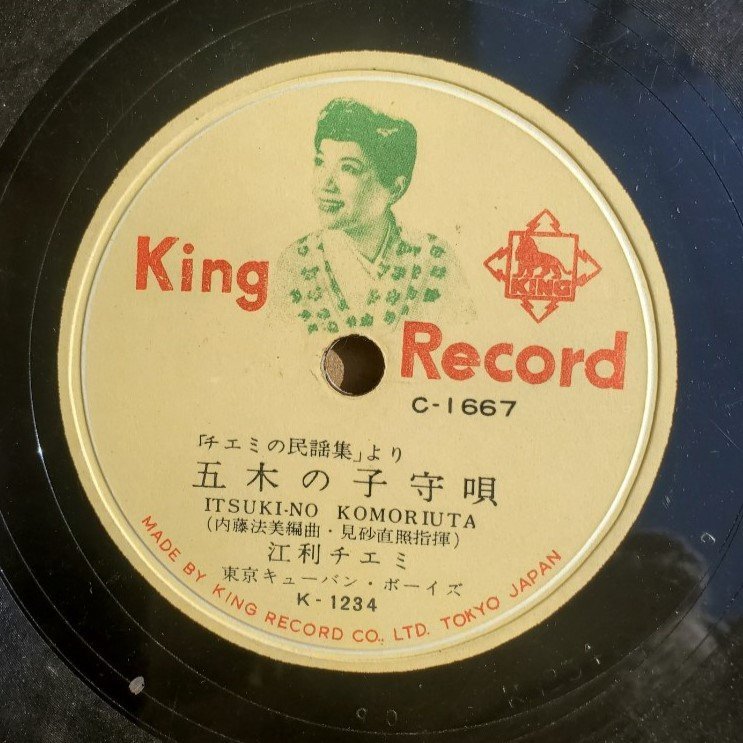 King
KING
Record
C-1667
「チエミの民謡集」より
五木の子守唄
ITSUKI-NO KOMORIUTA
(内藤法美編曲・見砂直照指揮)
江利チエミ
東京キューバン・ボーイズ
K-1234
MADE BY KING RECORD CO., LTD. TOKYO JAPAN